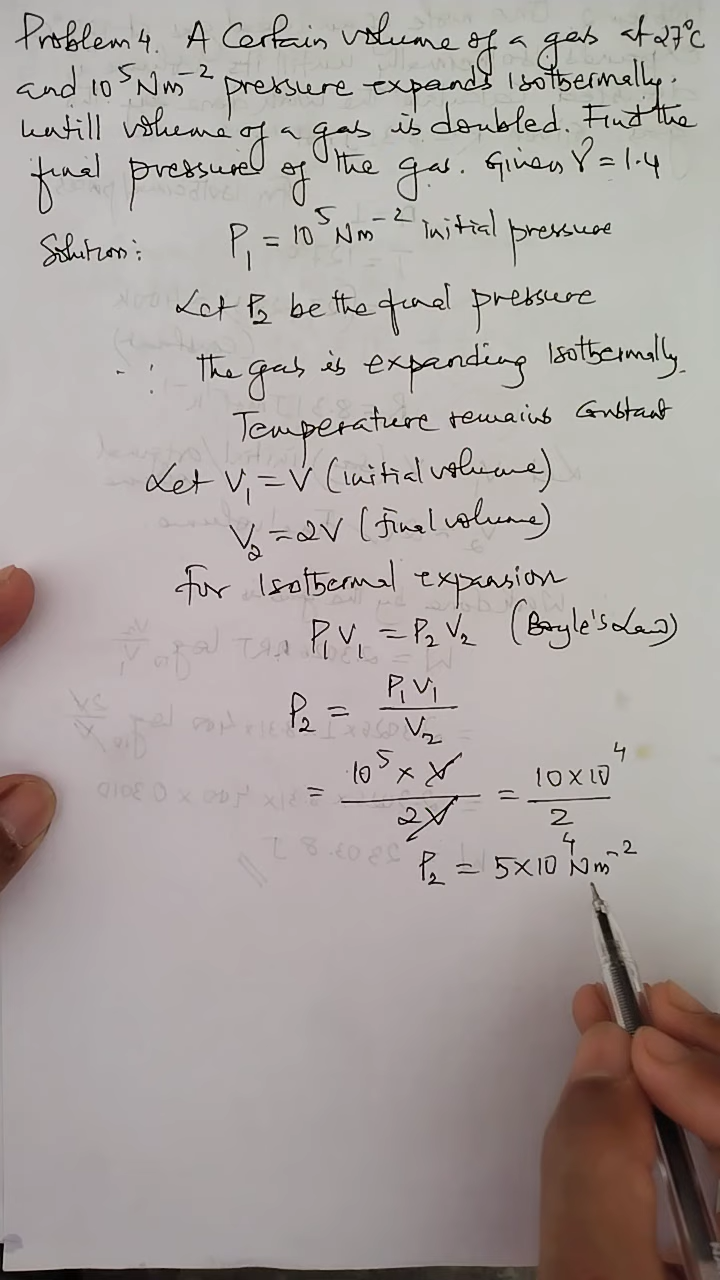 Problem 4. A Certain volume of a gas at 27°C
and 10⁵ Nm⁻² pressure expands isothermally.
untill volume of a gas is doubled. Find the
final pressure of the gas. Given γ = 1.4
Solution: P₁ = 10⁵ Nm⁻² initial pressure
Let P₂ be the final pressure
∵ the gas is expanding Isothermally.
Temperature remains Constant
Let V₁ = V (initial volume)
V₂ = 2V (final volume)
for Isothermal expansion
P₁V₁ = P₂V₂ (Boyle's Law)
P₂ = P₁V₁ / V₂
= 10⁵ × V / 2V = 10×10⁴ / 2
P₂ = 5×10⁴ Nm⁻²